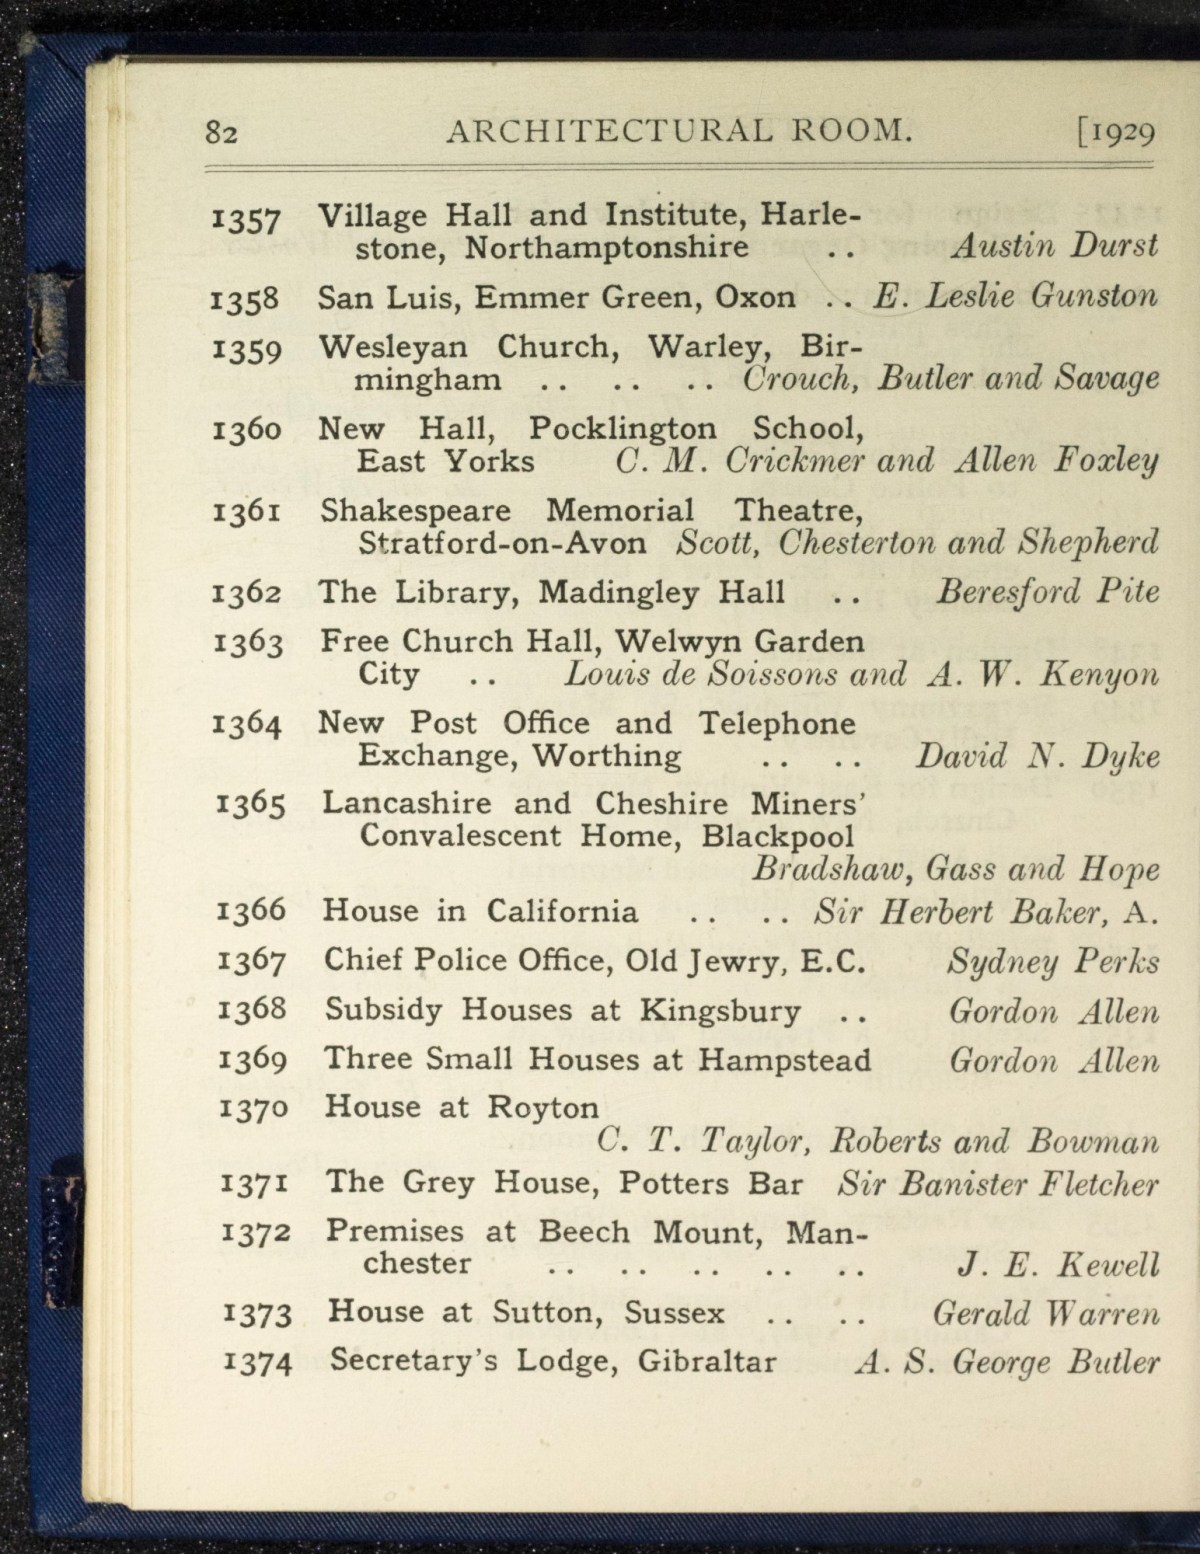 82 ARCHITECTURAL ROOM. [1929
1357 Village Hall and Institute, Harle-
stone, Northamptonshire .. Austin Durst
1358 San Luis, Emmer Green, Oxon .. E. Leslie Gunston
1359 Wesleyan Church, Warley, Bir-
mingham .. .. .. Crouch, Butler and Savage
1360 New Hall, Pocklington School,
East Yorks C. M. Crickmer and Allen Foxley
1361 Shakespeare Memorial Theatre,
Stratford-on-Avon Scott, Chesterton and Shepherd
1362 The Library, Madingley Hall .. Beresford Pite
1363 Free Church Hall, Welwyn Garden
City .. Louis de Soissons and A. W. Kenyon
1364 New Post Office and Telephone
Exchange, Worthing .. .. David N. Dyke
1365 Lancashire and Cheshire Miners'
Convalescent Home, Blackpool
Bradshaw, Gass and Hope
1366 House in California .. .. Sir Herbert Baker, A.
1367 Chief Police Office, Old Jewry, E.C. Sydney Perks
1368 Subsidy Houses at Kingsbury .. Gordon Allen
1369 Three Small Houses at Hampstead Gordon Allen
1370 House at Royton
C. T. Taylor, Roberts and Bowman
1371 The Grey House, Potters Bar Sir Banister Fletcher
1372 Premises at Beech Mount, Man-
chester .. .. .. .. .. J. E. Kewell
1373 House at Sutton, Sussex .. .. Gerald Warren
1374 Secretary's Lodge, Gibraltar A. S. George Butler